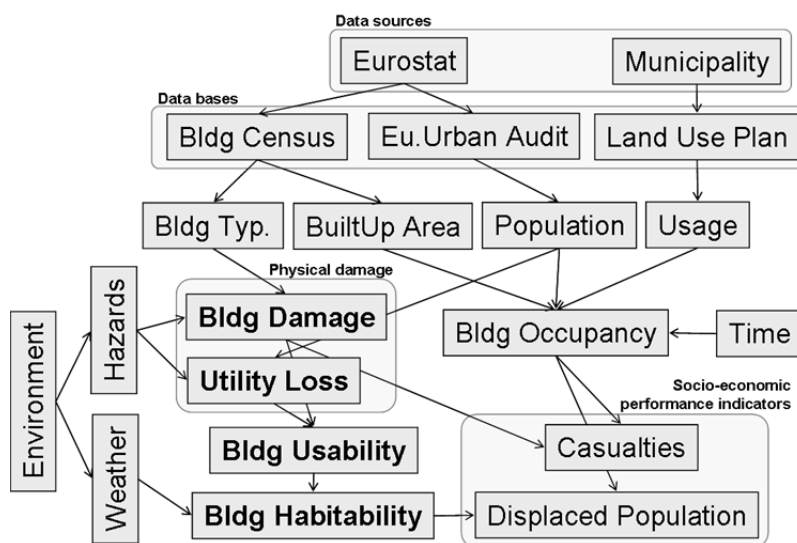 Data sources
Eurostat
Municipality
Data bases
Bldg Census
Eu.Urban Audit
Land Use Plan
Bldg Typ.
BuiltUp Area
Population
Usage
Physical damage
Environment
Hazards
Bldg Damage
Bldg Occupancy
Time
Utility Loss
Socio-economic
performance indicators
Weather
Bldg Usability
Casualties
Bldg Habitability
Displaced Population